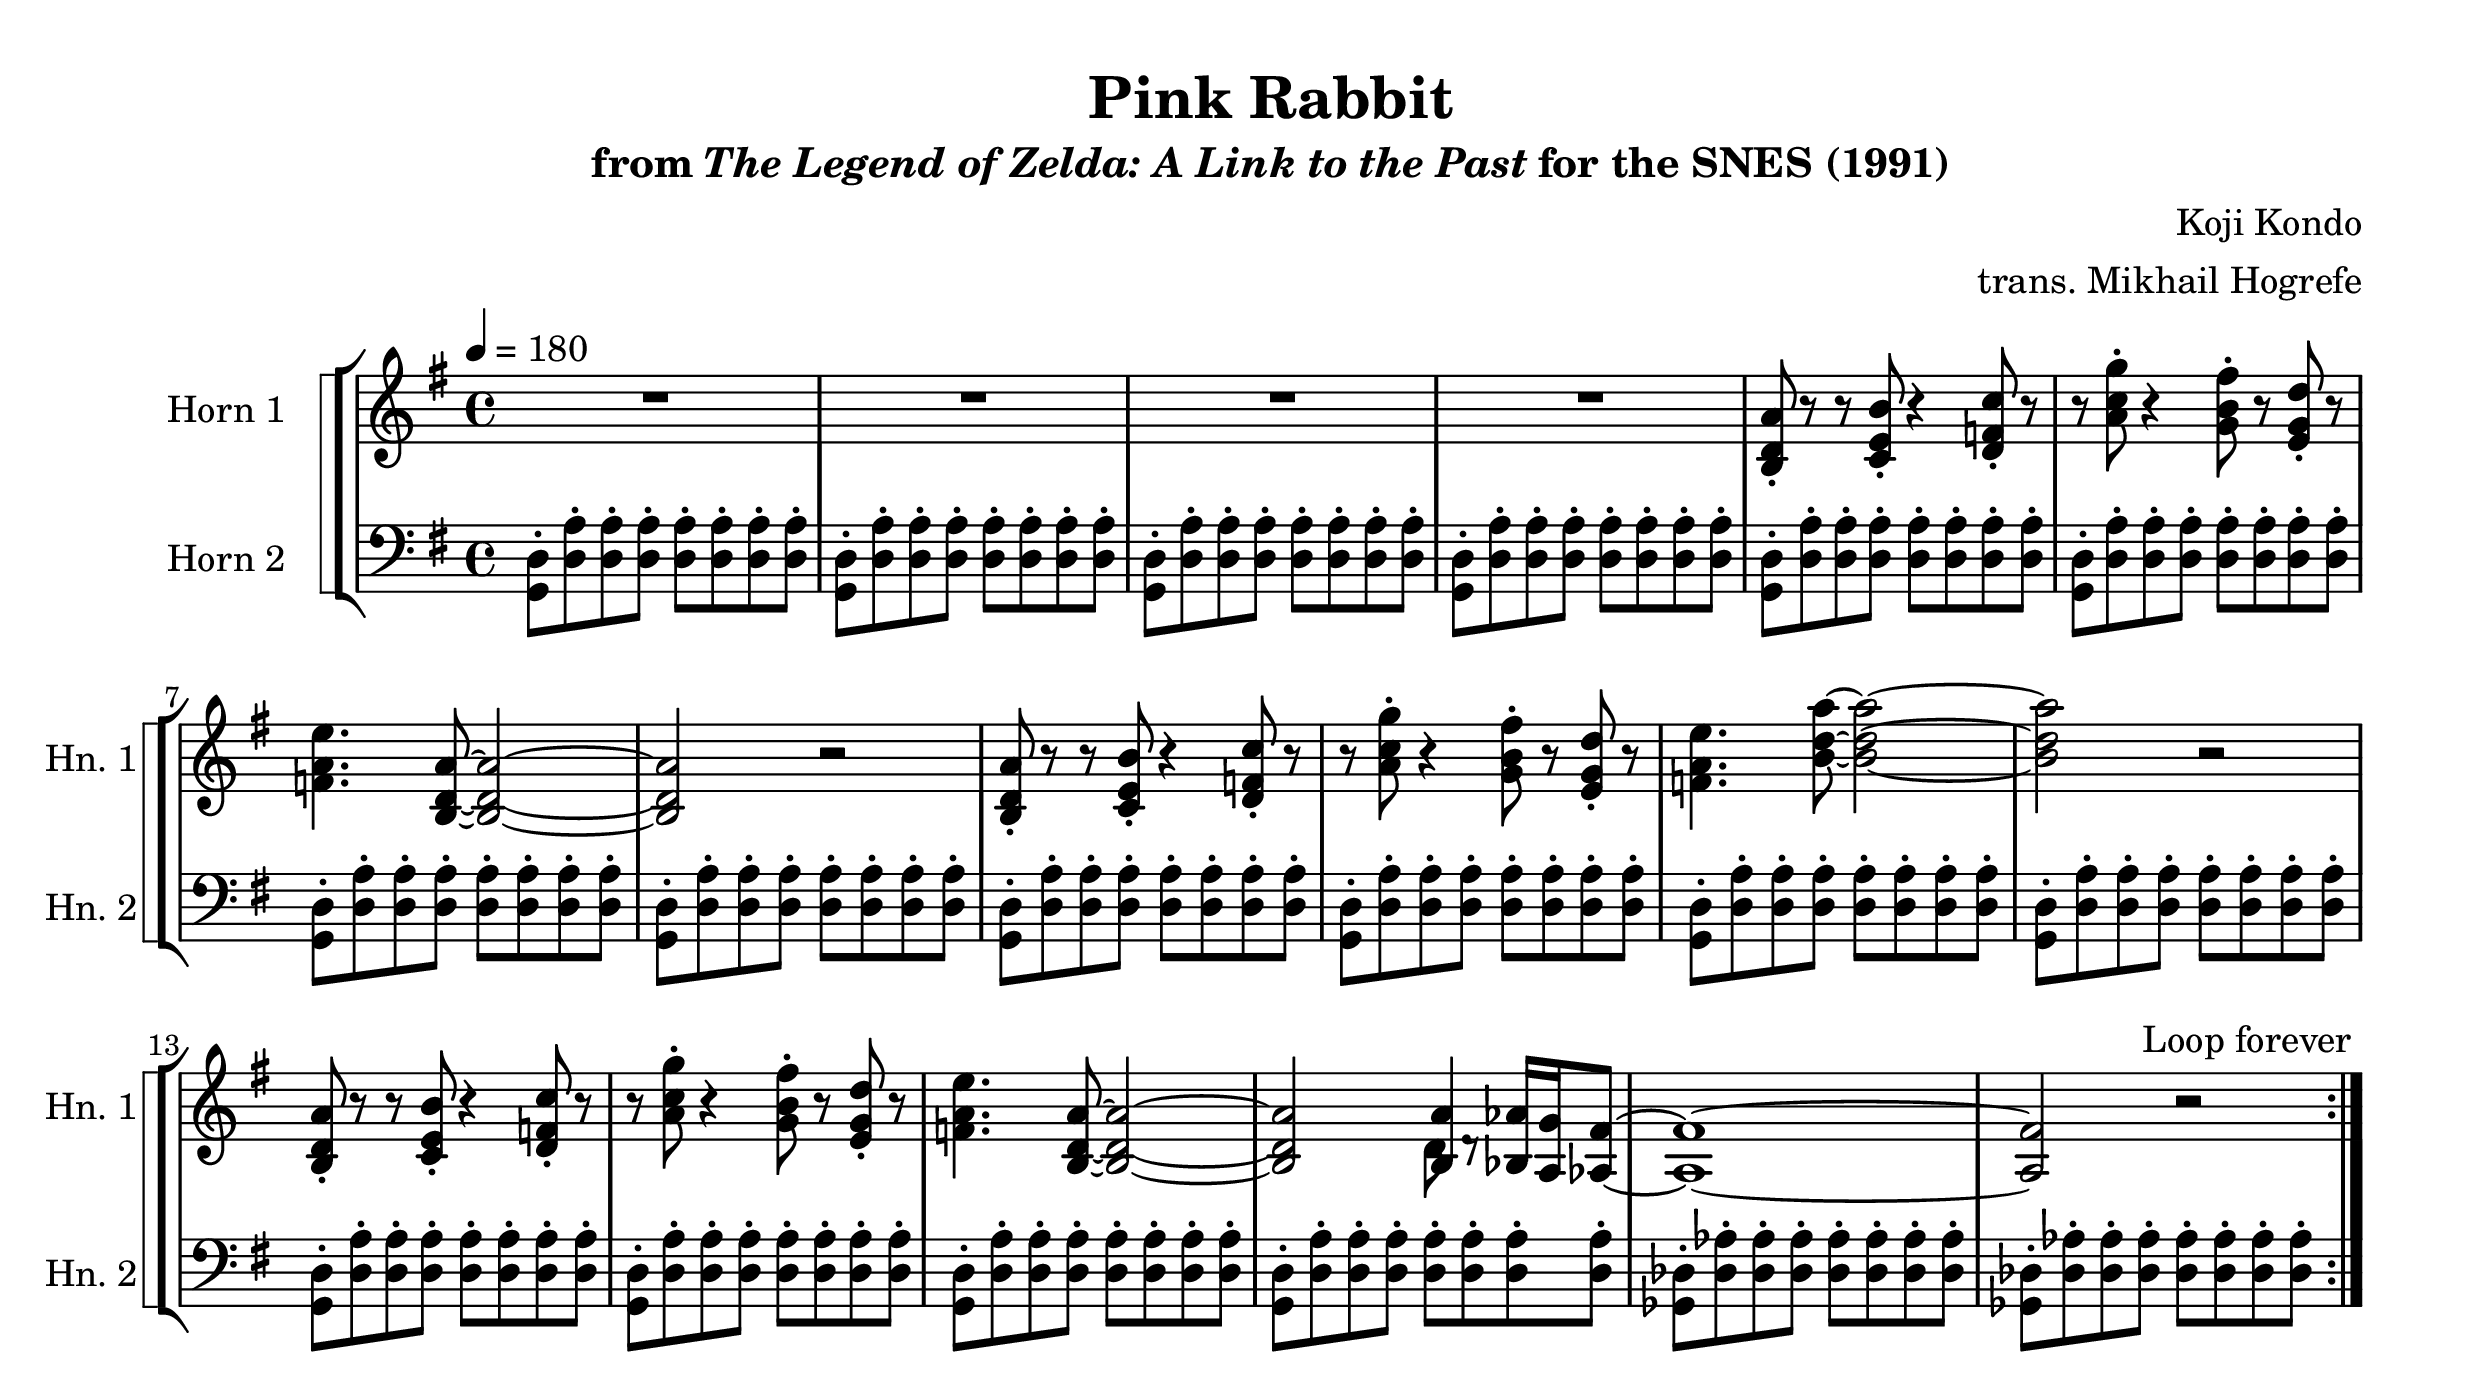 Pink Rabbit
from The Legend of Zelda: A Link to the Past for the SNES (1991)
Koji Kondo
trans. Mikhail Hogrefe
= 180
Horn 1
Horn 2
7
Hn. 1
Hn. 2
13
Loop forever
Hn. 1
Hn. 2